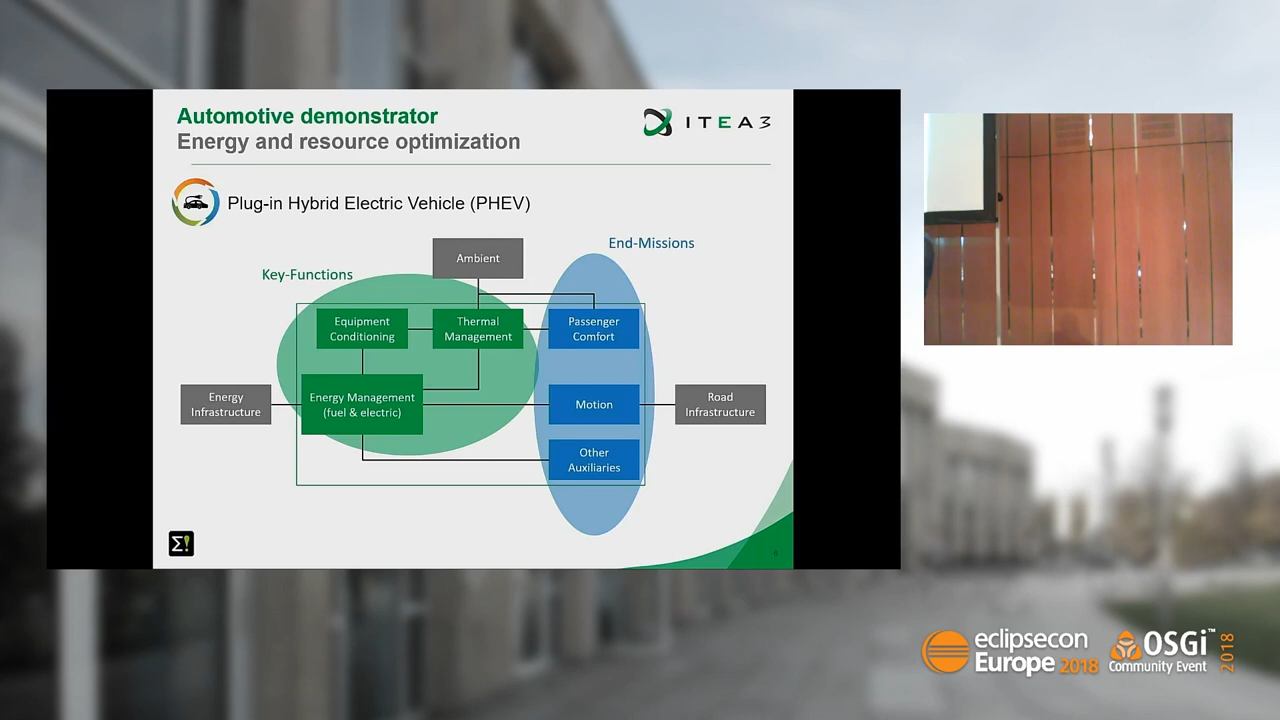 Automotive demonstrator
Energy and resource optimization
ITEA3
Plug-in Hybrid Electric Vehicle (PHEV)
End-Missions
Key-Functions
Ambient
Equipment
Conditioning
Thermal
Management
Passenger
Comfort
Energy
Infrastructure
Energy Management
(fuel & electric)
Motion
Road
Infrastructure
Other
Auxiliaries
Σ!
6
eclipsecon
Europe 2018
OSGi™
Community Event
2018